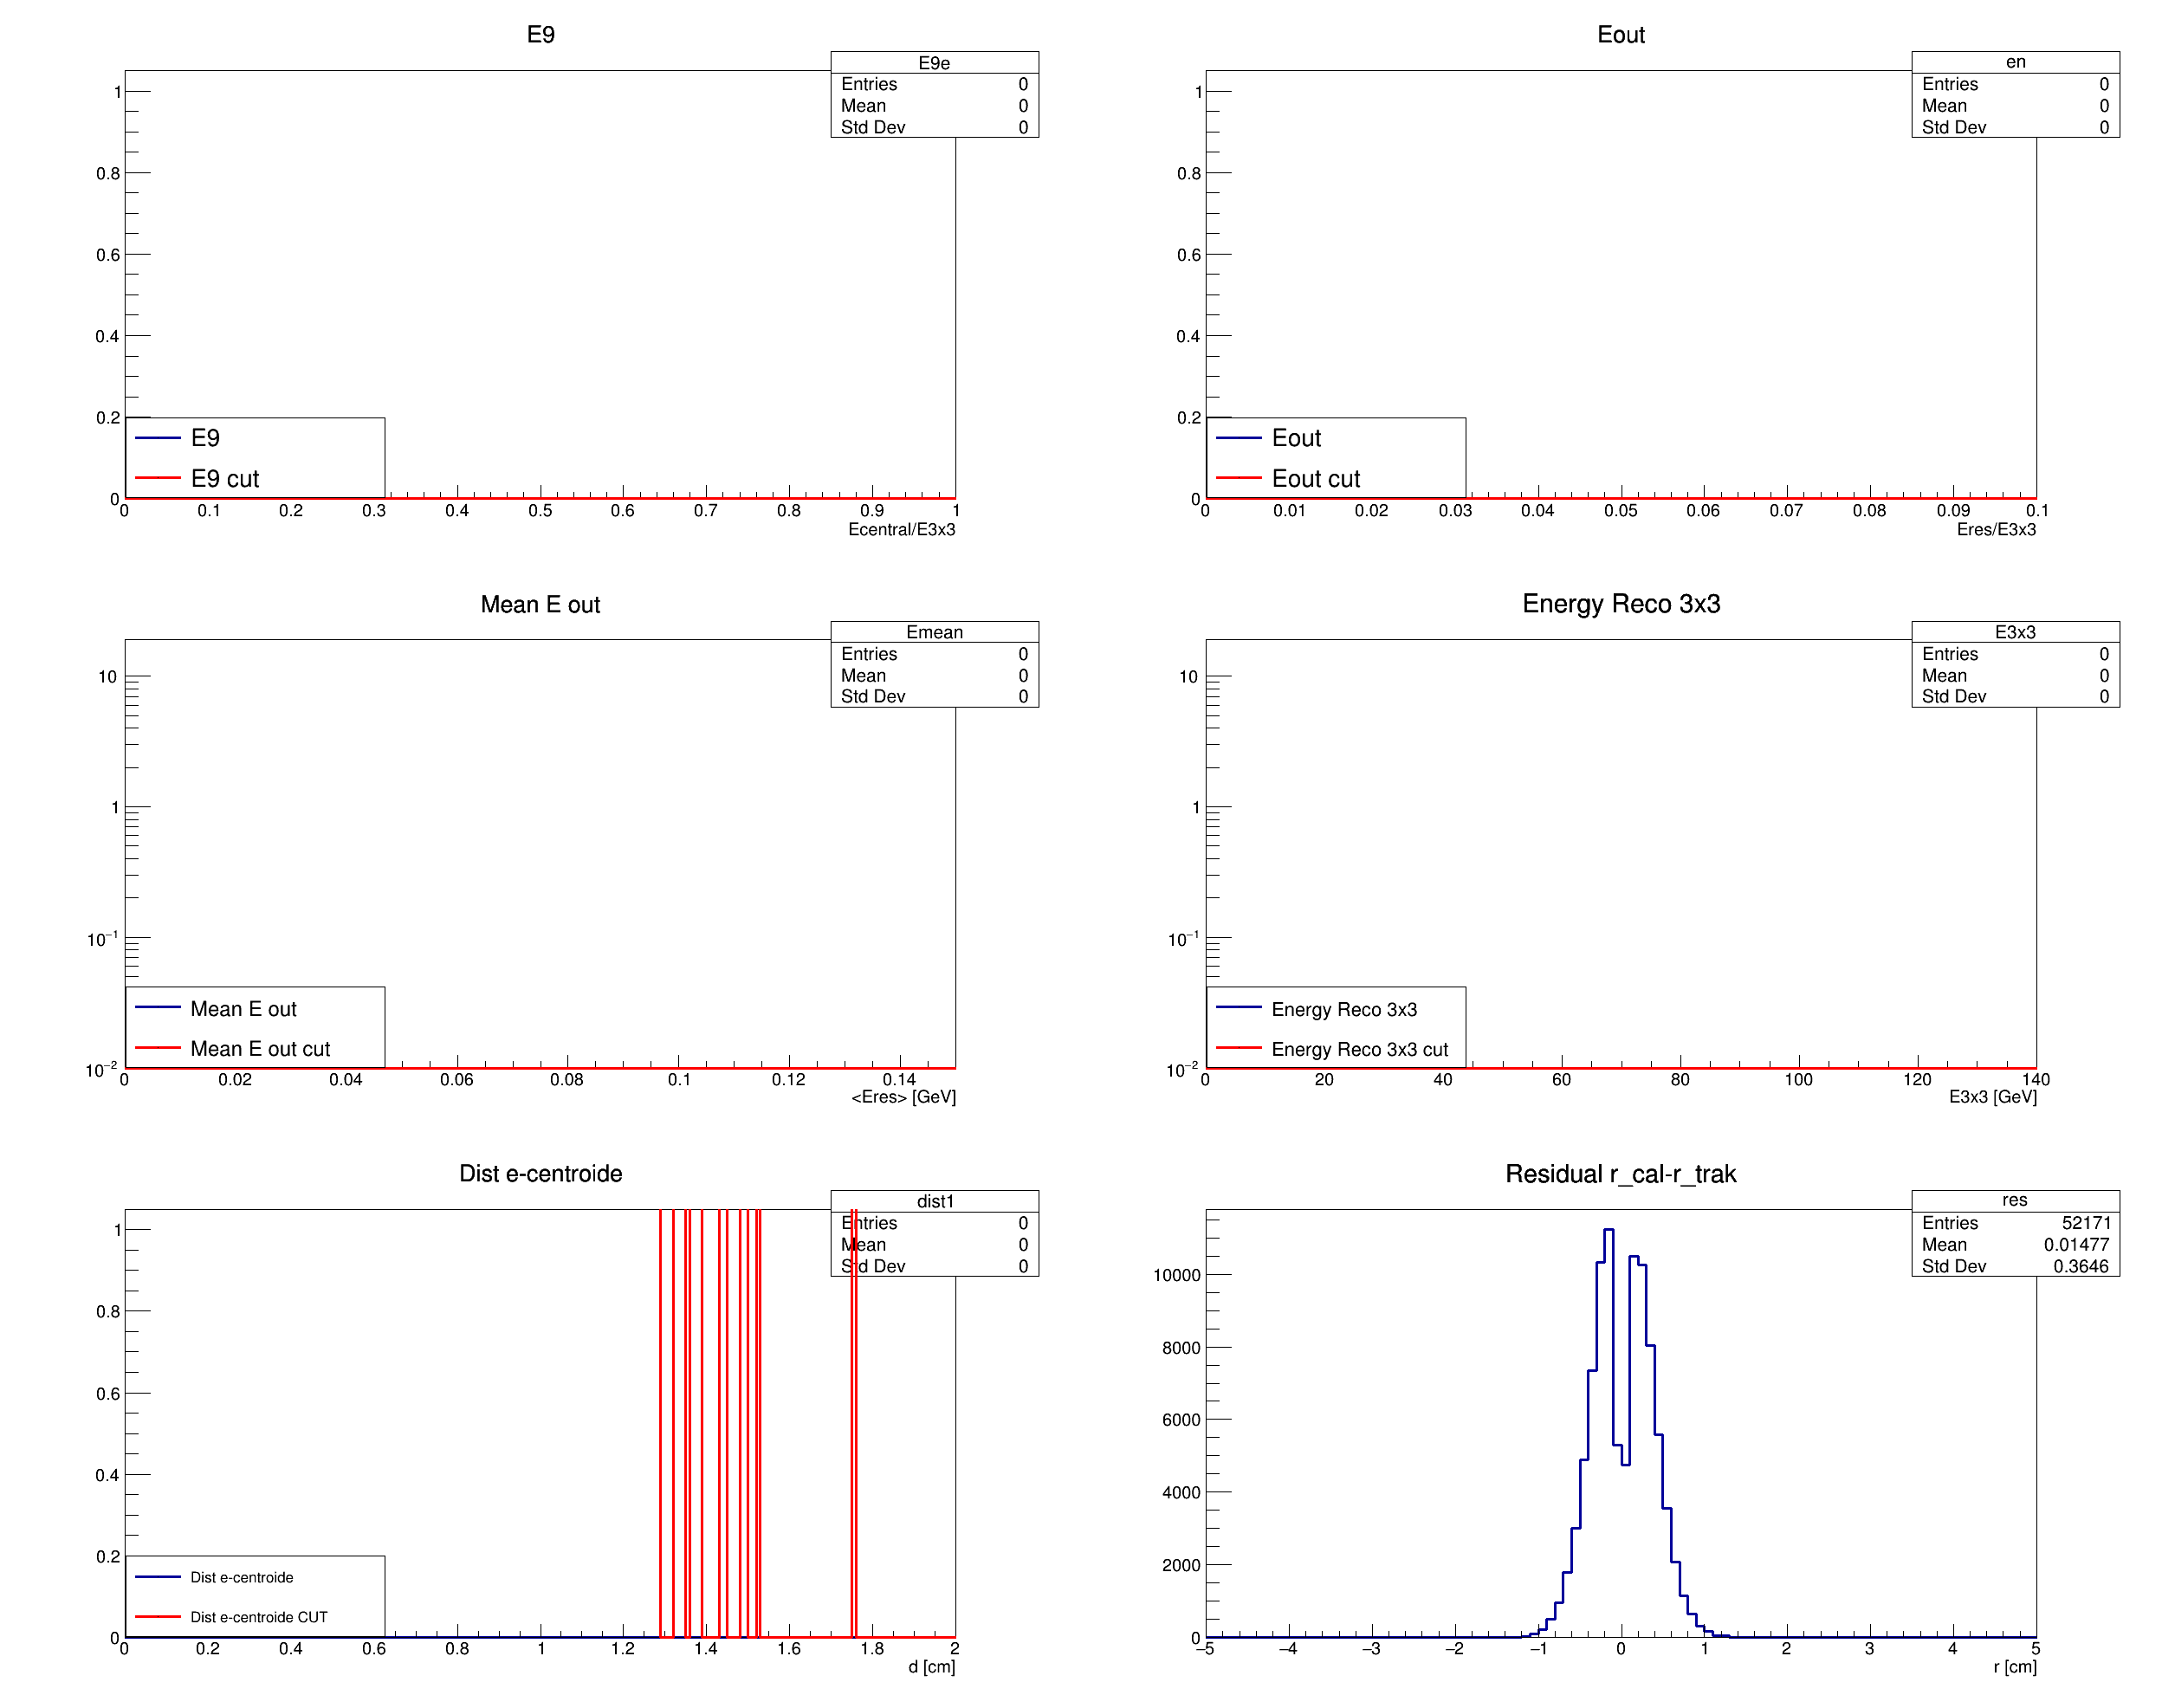 E9
E9e
Entries 0
Mean 0
Std Dev 0
1
0.8
0.6
0.4
0.2
0
E9
E9 cut
0 0.1 0.2 0.3 0.4 0.5 0.6 0.7 0.8 0.9 1
Ecentral/E3x3
Eout
en
Entries 0
Mean 0
Std Dev 0
1
0.8
0.6
0.4
0.2
0
Eout
Eout cut
0 0.01 0.02 0.03 0.04 0.05 0.06 0.07 0.08 0.09 0.1
Eres/E3x3
Mean E out
Emean
Entries 0
Mean 0
Std Dev 0
10
1
10⁻¹
10⁻²
Mean E out
Mean E out cut
0 0.02 0.04 0.06 0.08 0.1 0.12 0.14
<Eres> [GeV]
Energy Reco 3x3
E3x3
Entries 0
Mean 0
Std Dev 0
10
1
10⁻¹
10⁻²
Energy Reco 3x3
Energy Reco 3x3 cut
0 20 40 60 80 100 120 140
E3x3 [GeV]
Dist e-centroide
dist1
Entries 0
Mean 0
Std Dev 0
1
0.8
0.6
0.4
0.2
0
Dist e-centroide
Dist e-centroide CUT
0 0.2 0.4 0.6 0.8 1 1.2 1.4 1.6 1.8 2
d [cm]
Residual r_cal-r_trak
res
Entries 52171
Mean 0.01477
Std Dev 0.3646
10000
8000
6000
4000
2000
0
−5 −4 −3 −2 −1 0 1 2 3 4 5
r [cm]